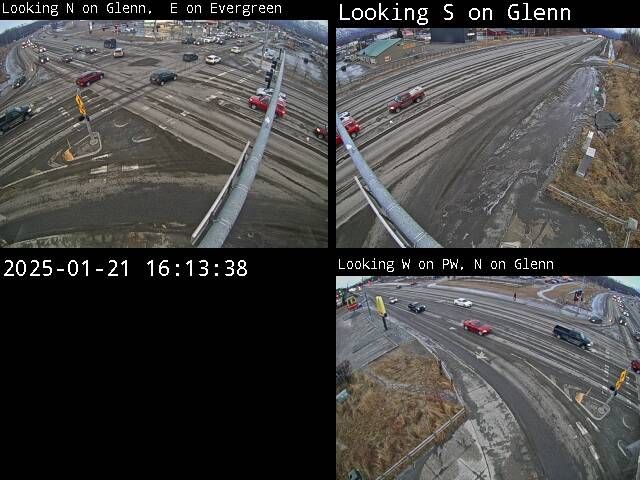 Looking N on Glenn,  E on Evergreen
Looking S on Glenn
2025-01-21 16:13:38
Looking W on PW, N on Glenn